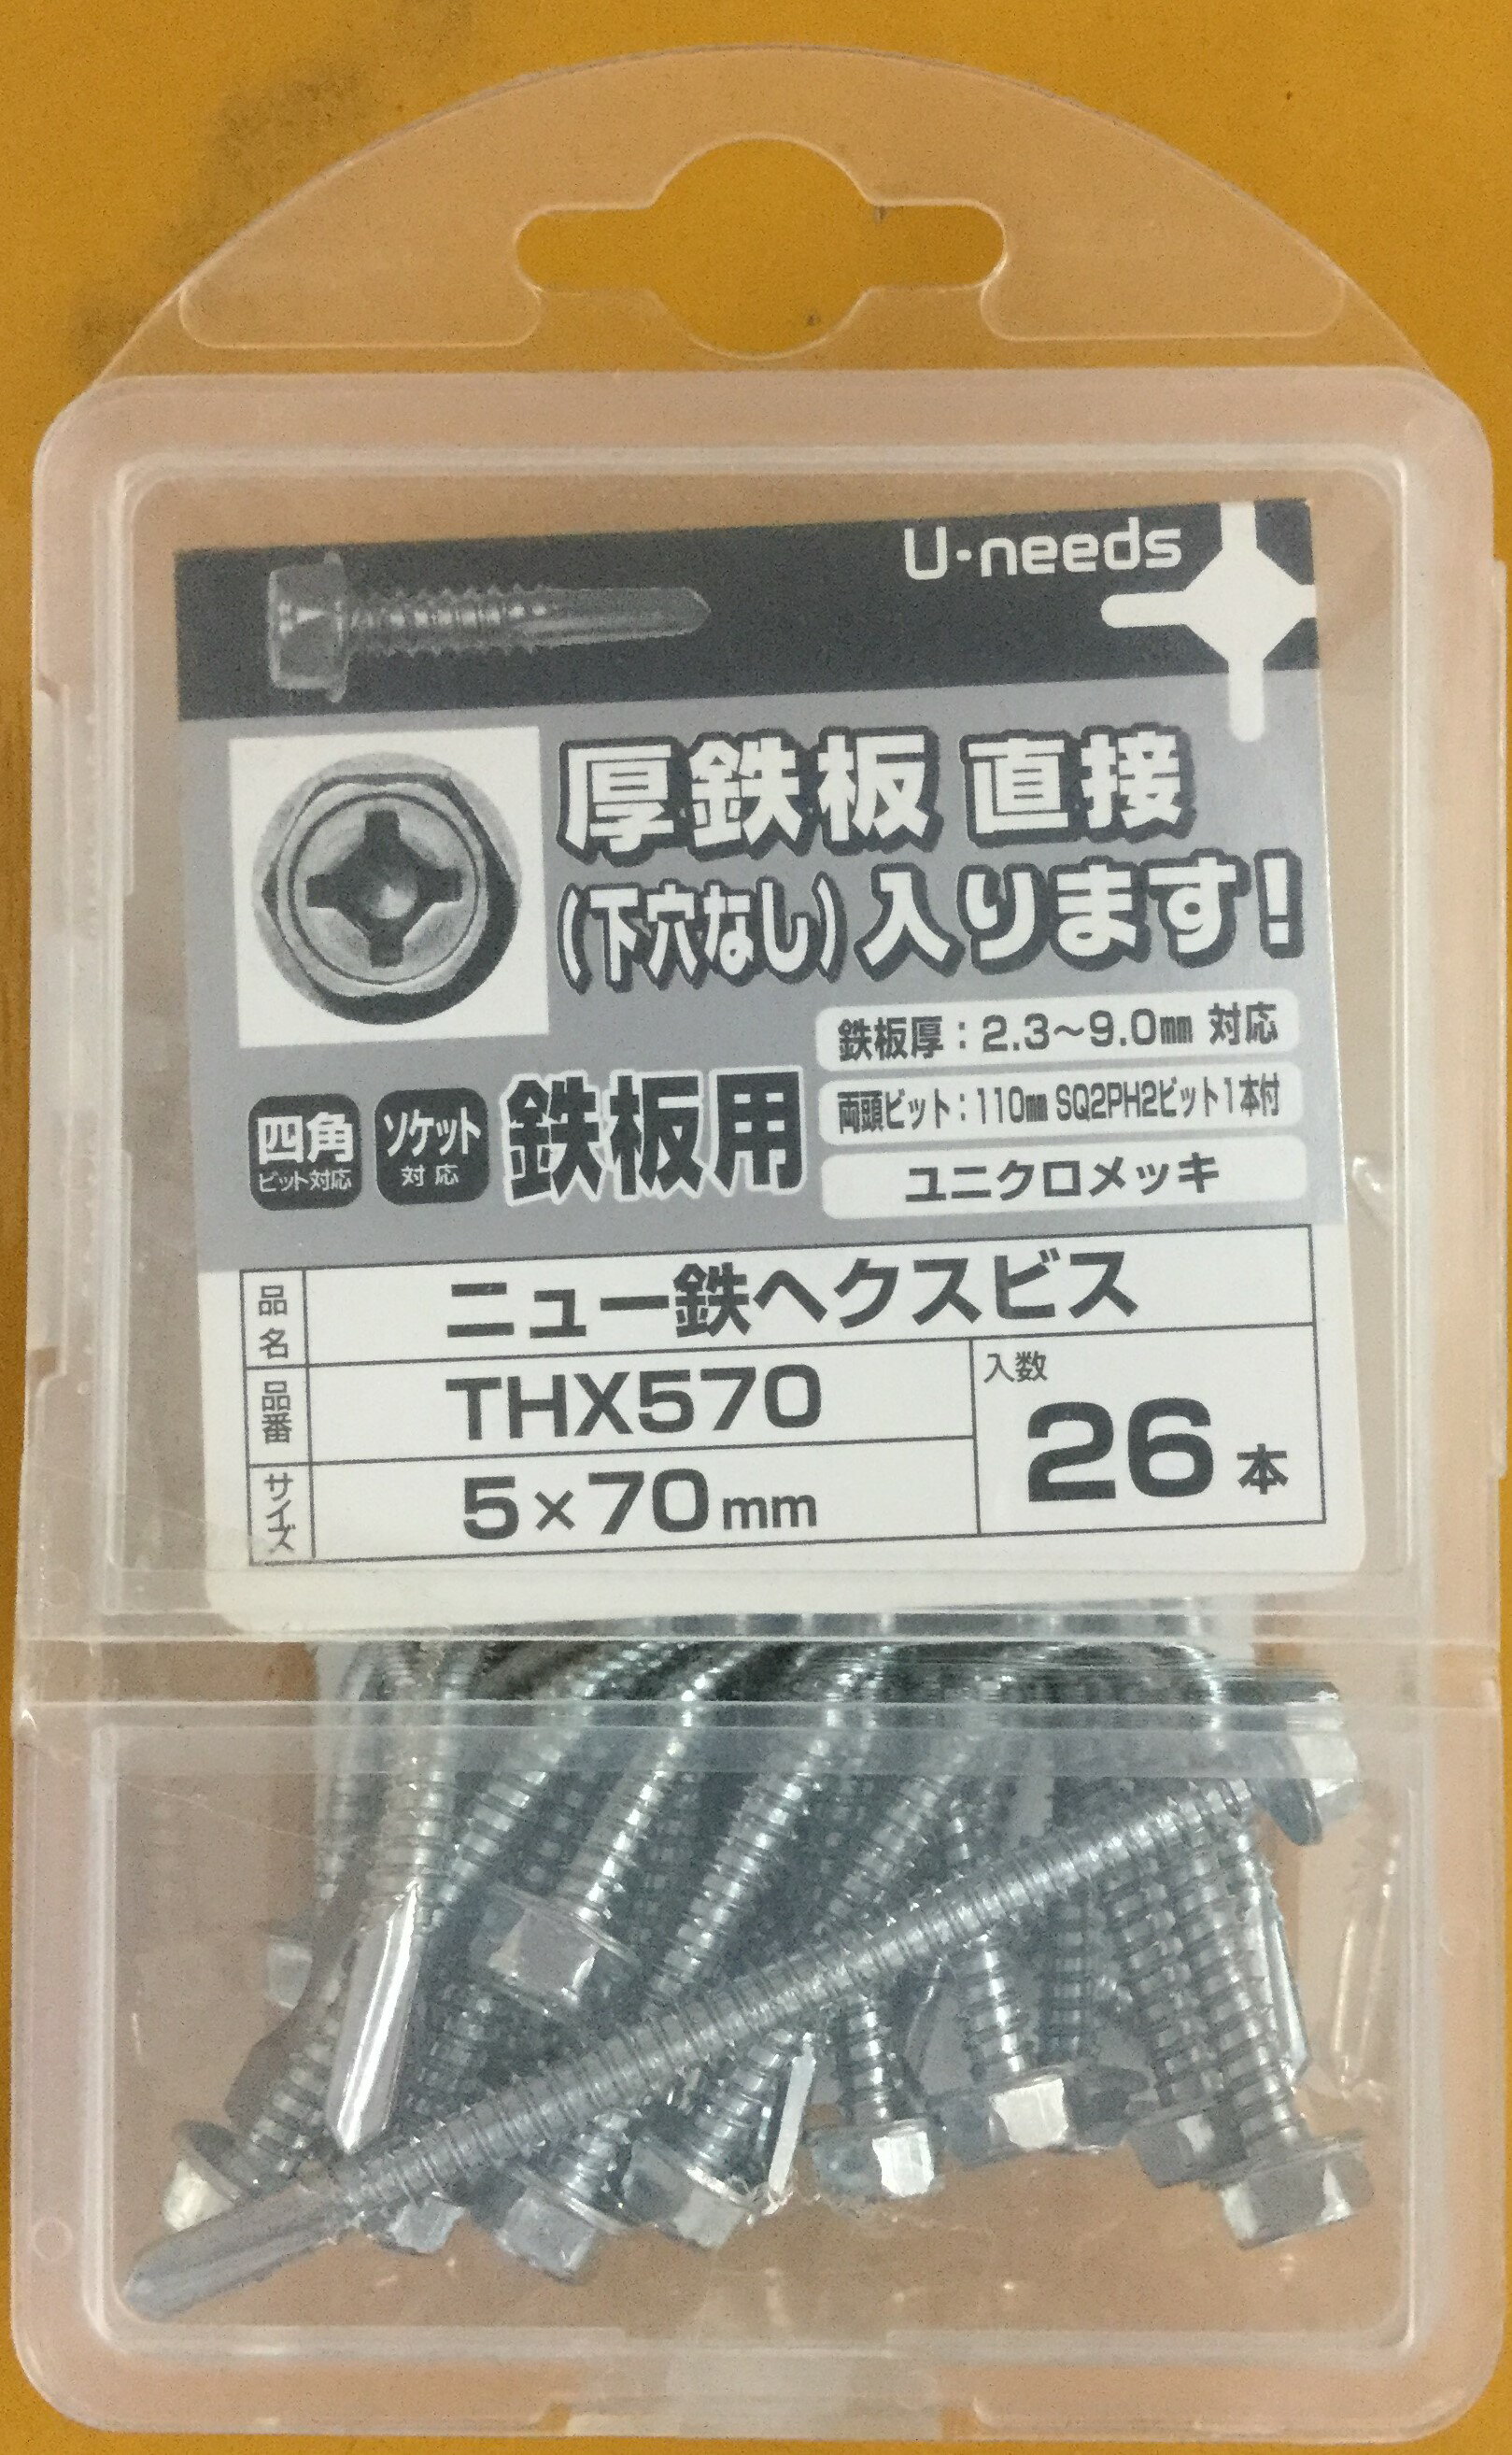 U·needs
厚鉄板 直接
(下穴なし)入ります!
鉄板厚：2.3～9.0㎜ 対応
両頭ビット：110㎜ SQ2PH2ビット1本付
ユニクロメッキ
四角
ビット対応
ソケット
対応
鉄板用
品名
ニュー鉄ヘクスビス
品番
THX570
サイズ
5×70mm
入数
26本